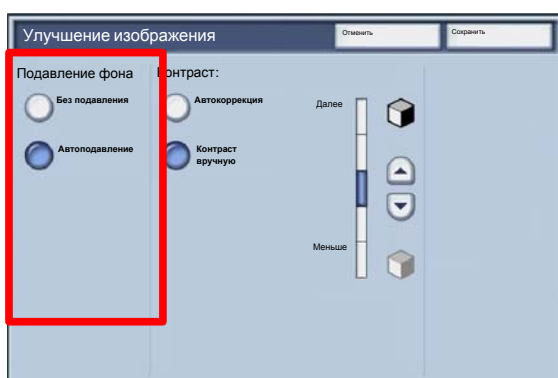 Улучшение изображения
Отменить
Сохранить
Подавление фона
Контраст:
Без подавления
Автоподавление
Автокоррекция
Контраст
вручную
Далее
Меньше